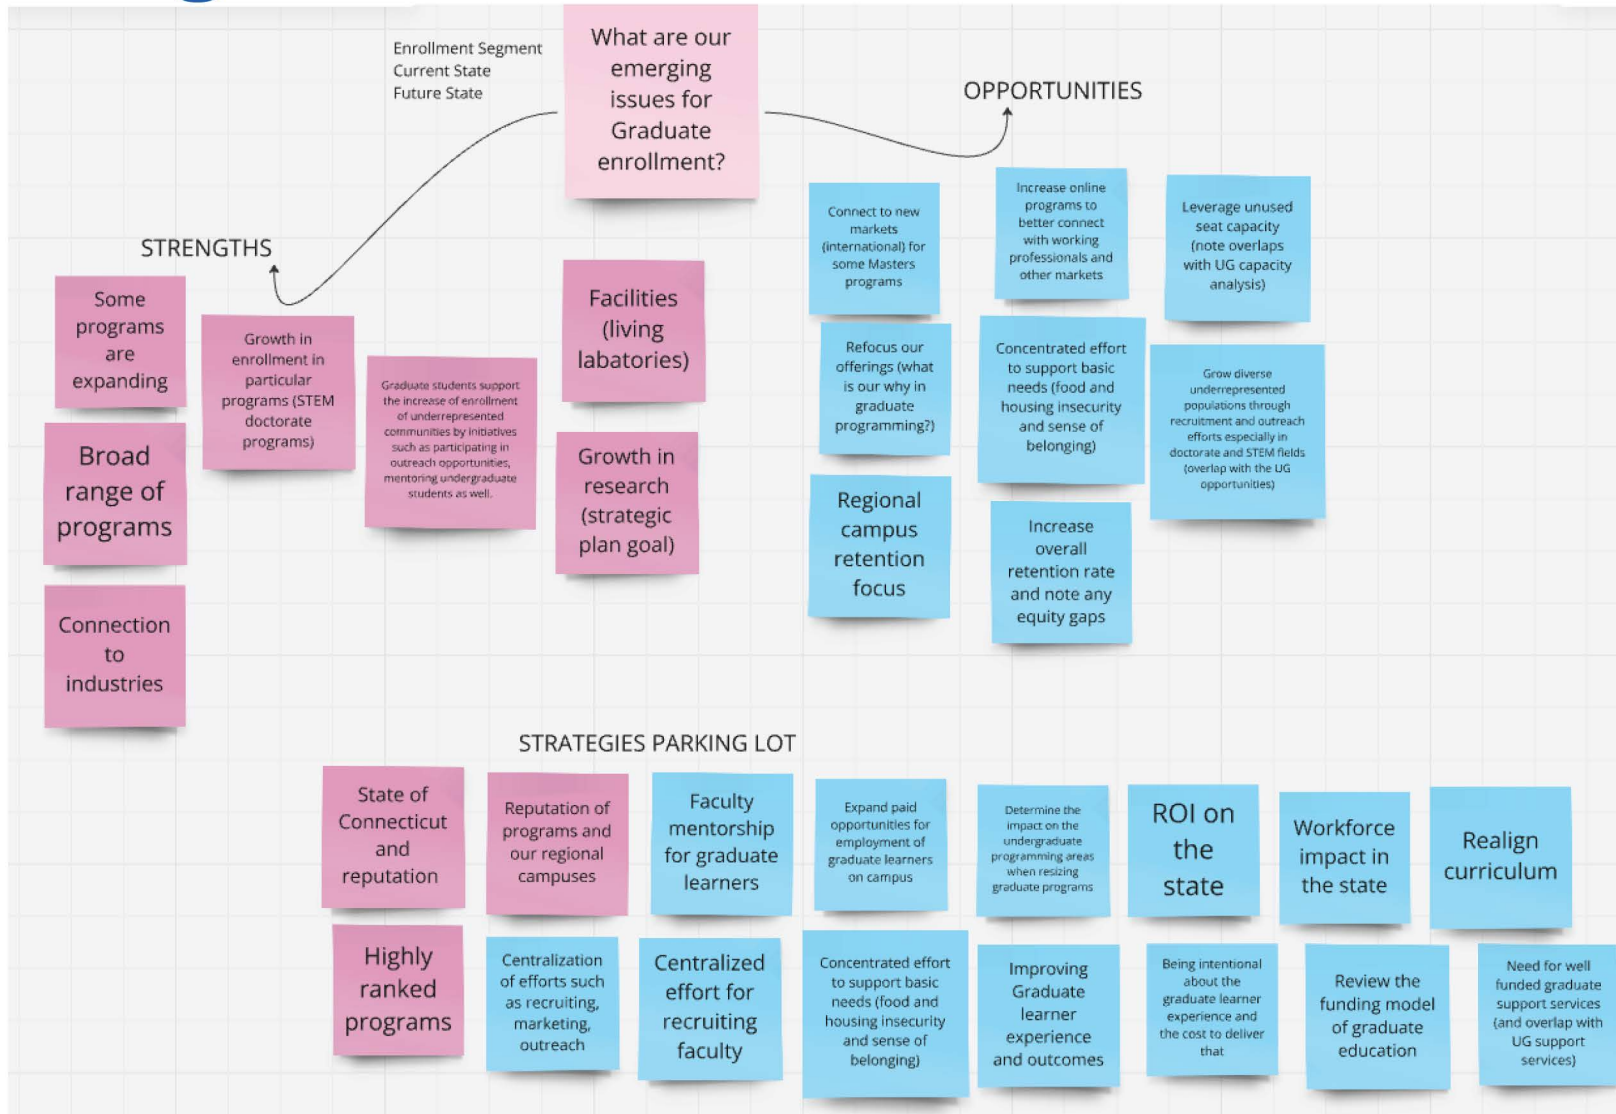 Enrollment Segment
Current State
Future State
What are our
emerging
issues for
Graduate
enrollment?
OPPORTUNITIES
STRENGTHS
Some
programs
are
expanding
Growth in
enrollment in
particular
programs (STEM
doctorate
programs)
Graduate students support
the increase of enrollment
of underrepresented
communities by initiatives
such as participating in
outreach opportunities,
mentoring undergraduate
students as well.
Facilities
(living
labatories)
Broad
range of
programs
Growth in
research
(strategic
plan goal)
Connection
to
industries
Connect to new
markets
(international) for
some Masters
programs
Increase online
programs to
better connect
with working
professionals and
other markets
Leverage unused
seat capacity
(note overlaps
with UG capacity
analysis)
Refocus our
offerings (what
is our why in
graduate
programming?)
Concentrated effort
to support basic
needs (food and
housing insecurity
and sense of
belonging)
Grow diverse
underrepresented
populations through
recruitment and outreach
efforts especially in
doctorate and STEM fields
(overlap with the UG
opportunities)
Regional
campus
retention
focus
Increase
overall
retention rate
and note any
equity gaps
STRATEGIES PARKING LOT
State of
Connecticut
and
reputation
Reputation of
programs and
our regional
campuses
Faculty
mentorship
for graduate
learners
Expand paid
opportunities for
employment of
graduate learners
on campus
Determine the
impact on the
undergraduate
programming areas
when resizing
graduate programs
ROI on
the
state
Workforce
impact in
the state
Realign
curriculum
Highly
ranked
programs
Centralization
of efforts such
as recruiting,
marketing,
outreach
Centralized
effort for
recruiting
faculty
Concentrated effort
to support basic
needs (food and
housing insecurity
and sense of
belonging)
Improving
Graduate
learner
experience
and outcomes
Being intentional
about the
graduate learner
experience and
the cost to deliver
that
Review the
funding model
of graduate
education
Need for well
funded graduate
support services
(and overlap with
UG support
services)